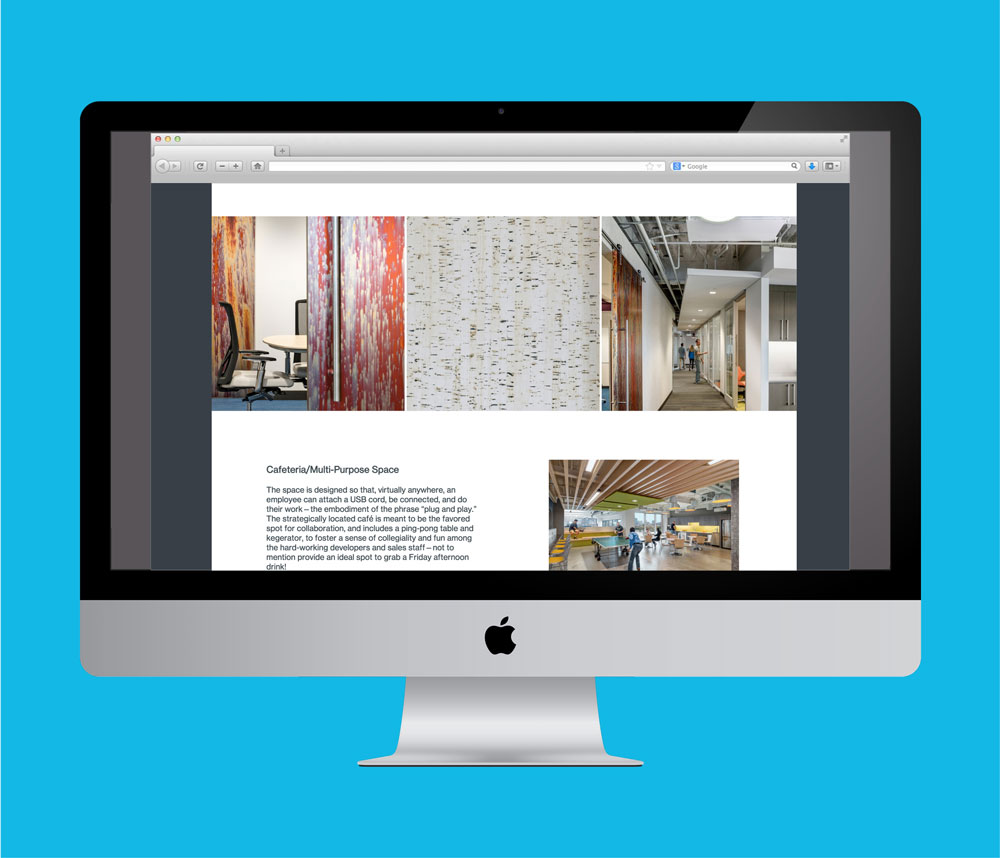 Google
Cafeteria/Multi-Purpose Space
The space is designed so that, virtually anywhere, an
employee can attach a USB cord, be connected, and do
their work – the embodiment of the phrase “plug and play.”
The strategically located café is meant to be the favored
spot for collaboration, and includes a ping-pong table and
kegerator, to foster a sense of collegiality and fun among
the hard-working developers and sales staff – not to
mention provide an ideal spot to grab a Friday afternoon
drink!